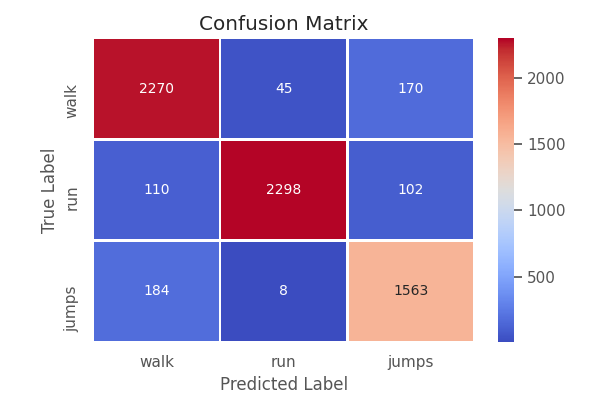 Confusion Matrix
True Label
walk
2270 45 170
run
110 2298 102
jumps
184 8 1563
walk run jumps
Predicted Label
2000
1500
1000
500